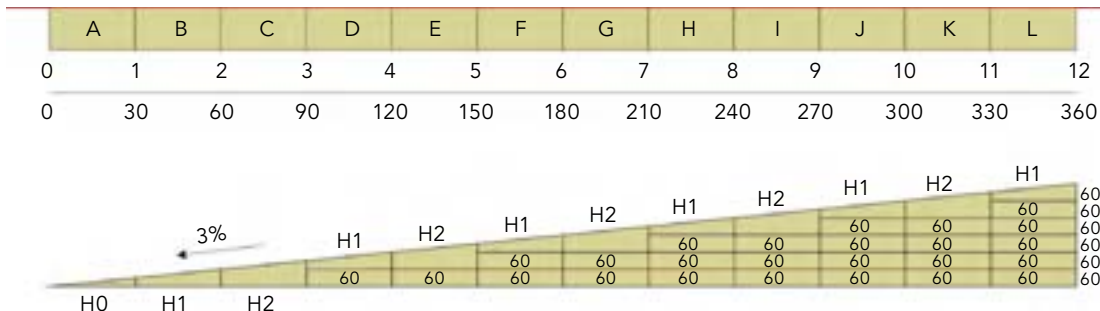 A B C D E F G H I J K L
0 1 2 3 4 5 6 7 8 9 10 11 12
0 30 60 90 120 150 180 210 240 270 300 330 360
H1
H1 H2 60
H1 H2 60 60
H1 H2 60 60 60 60
3% H1 H2 60 60 60 60 60 60
60 60 60 60 60 60 60 60
60 60 60 60 60 60 60 60 60 60
H0 H1 H2